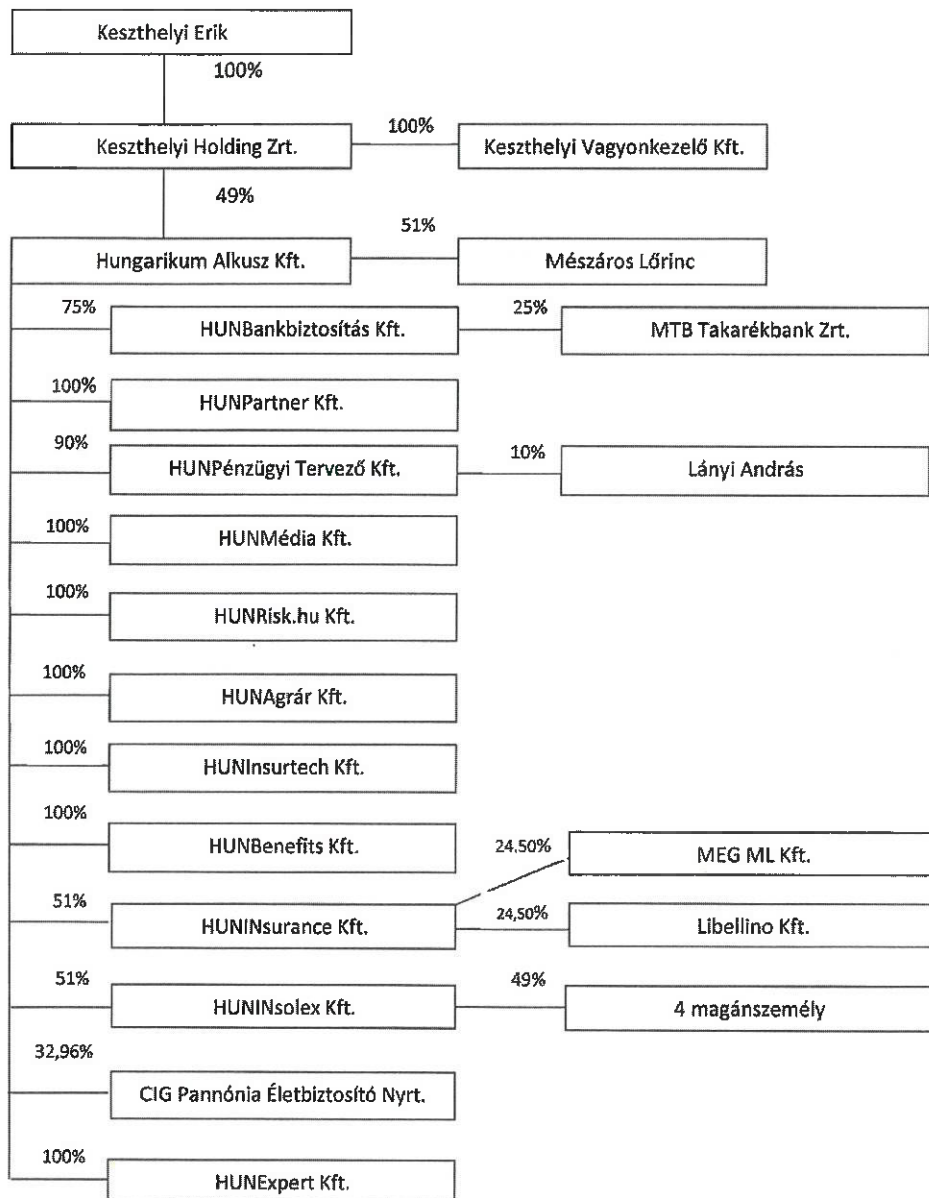 Keszthelyi Erik
100%
Keszthelyi Holding Zrt.
100%
Keszthelyi Vagyonkezelő Kft.
49%
Hungarikum Alkusz Kft.
51%
Mészáros Lőrinc
75%
HUNBankbiztosítás Kft.
25%
MTB Takarékbank Zrt.
100%
HUNPartner Kft.
90%
HUNPénzügyi Tervező Kft.
10%
Lányi András
100%
HUNMédia Kft.
100%
HUNRisk.hu Kft.
100%
HUNAgrár Kft.
100%
HUNInsurtech Kft.
100%
HUNBenefits Kft.
24,50%
MEG ML Kft.
51%
HUNINsurance Kft.
24,50%
Libellino Kft.
51%
HUNINsolex Kft.
49%
4 magánszemély
32,96%
CIG Pannónia Életbiztosító Nyrt.
100%
HUNExpert Kft.